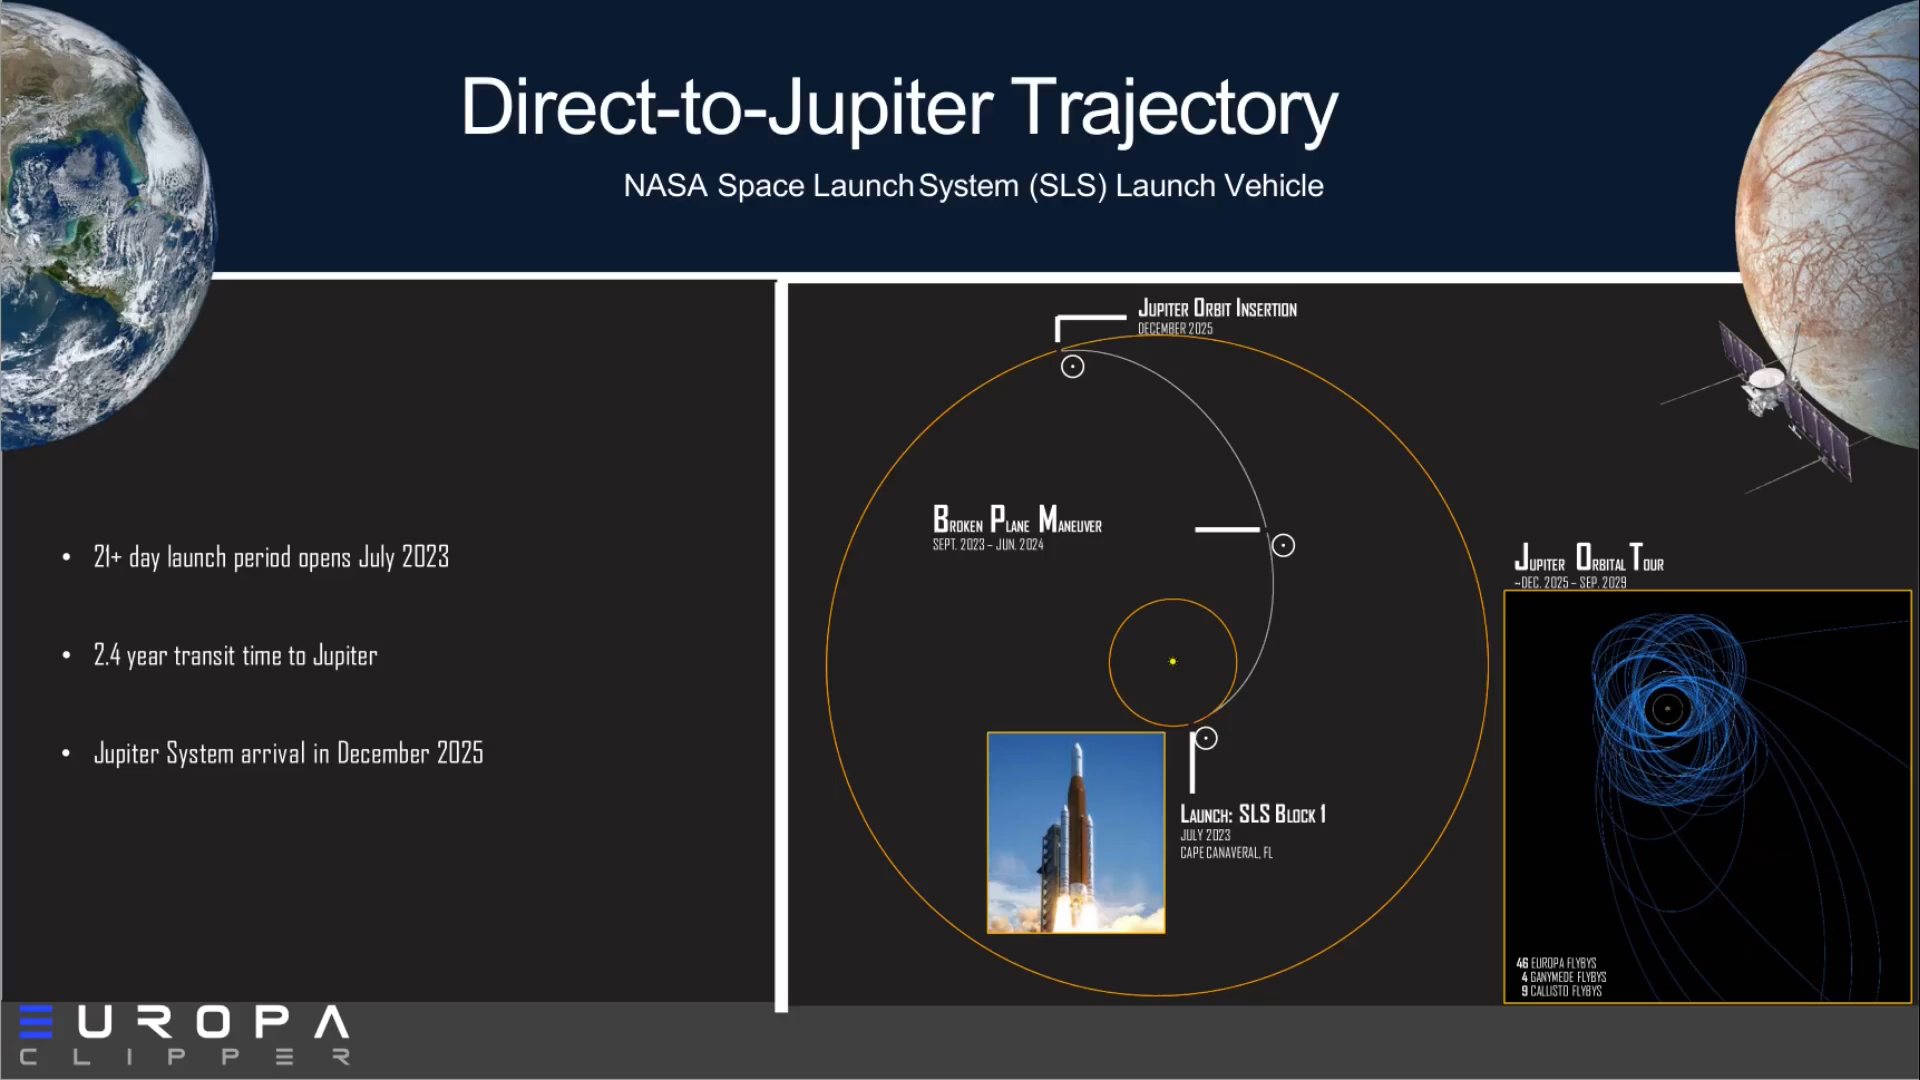 Direct-to-Jupiter Trajectory
NASA Space Launch System (SLS) Launch Vehicle
• 21+ day launch period opens July 2023
• 2.4 year transit time to Jupiter
• Jupiter System arrival in December 2025
JUPITER ORBIT INSERTION
DECEMBER 2025
BROKEN PLANE MANEUVER
SEPT. 2023 – JUN. 2024
LAUNCH: SLS BLOCK 1
JULY 2023
CAPE CANAVERAL, FL
JUPITER ORBITAL TOUR
~DEC. 2025 – SEP. 2029
46 EUROPA FLYBYS
4 GANYMEDE FLYBYS
9 CALLISTO FLYBYS
EUROPA
CLIPPER